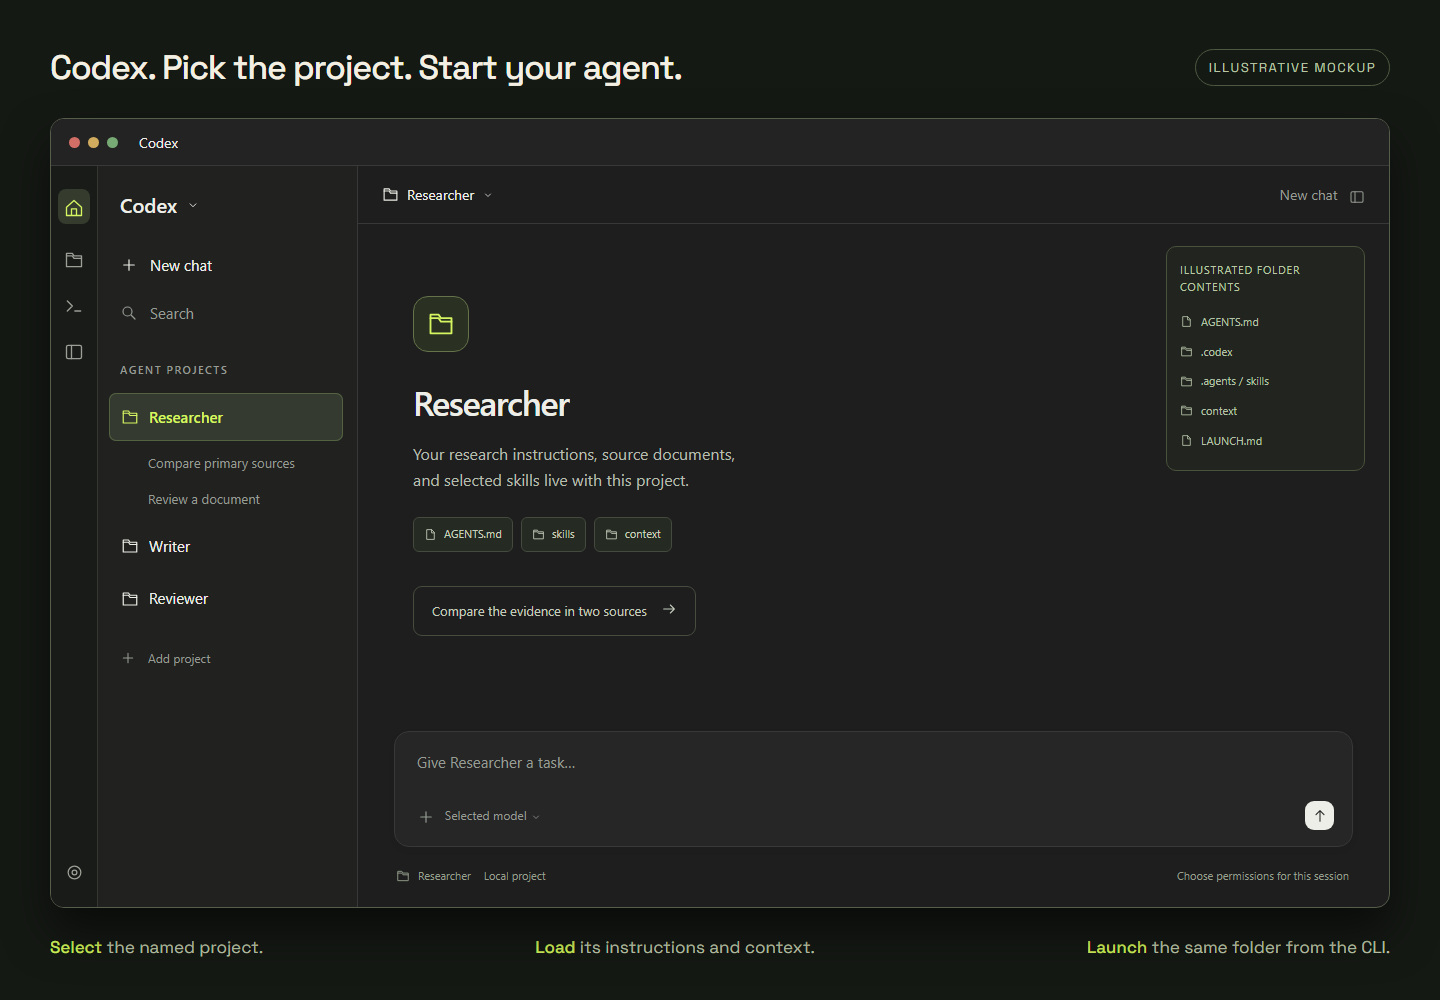 Codex. Pick the project. Start your agent.
ILLUSTRATIVE MOCKUP
Codex
Codex
New chat
Search
AGENT PROJECTS
Researcher
Compare primary sources
Review a document
Writer
Reviewer
Add project
Researcher
New chat
ILLUSTRATED FOLDER
CONTENTS
AGENTS.md
.codex
.agents / skills
context
LAUNCH.md
Researcher
Your research instructions, source documents,
and selected skills live with this project.
AGENTS.md
skills
context
Compare the evidence in two sources
Give Researcher a task...
Selected model
Researcher
Local project
Choose permissions for this session
Select the named project.
Load its instructions and context.
Launch the same folder from the CLI.